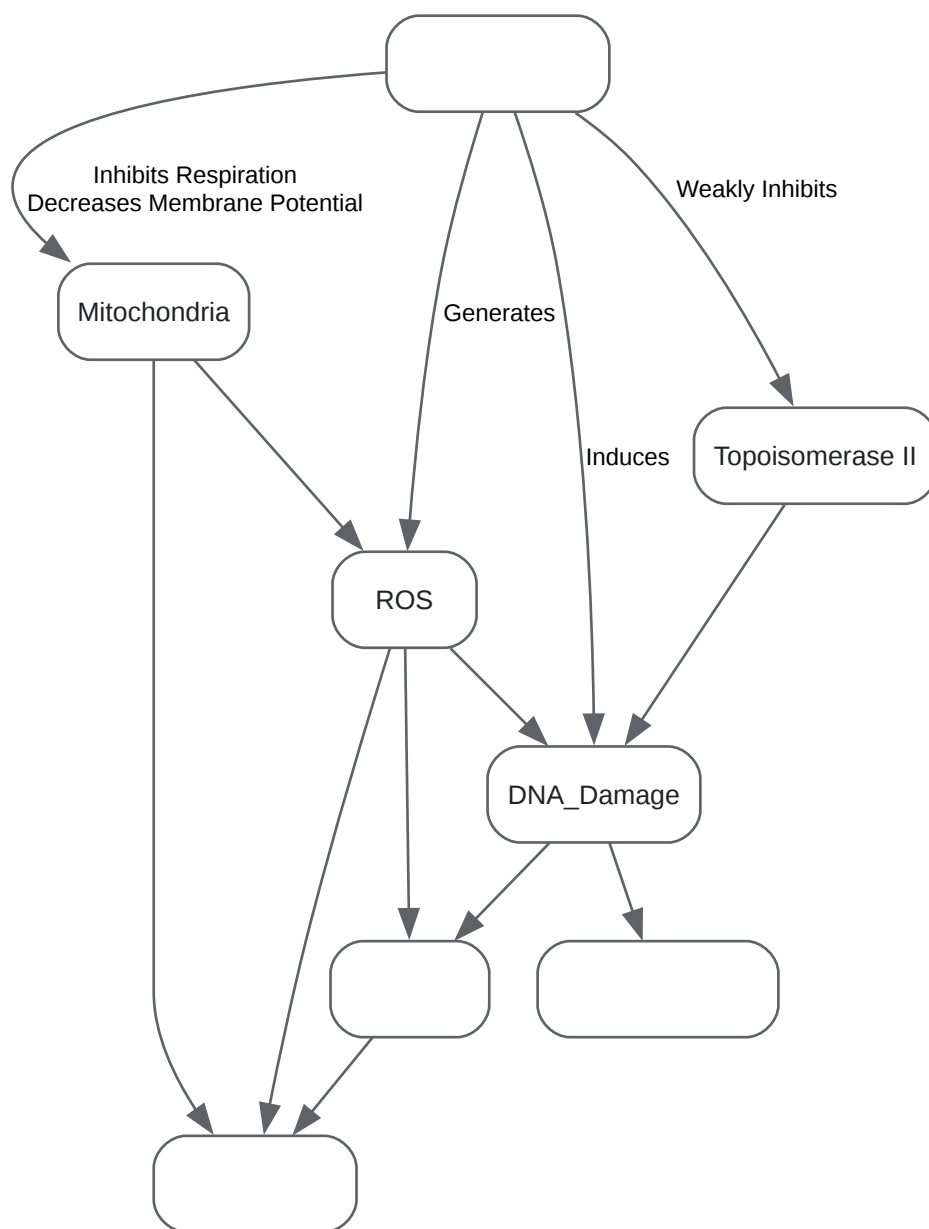 Inhibits Respiration
Decreases Membrane Potential
Weakly Inhibits
Mitochondria
Generates
Induces
Topoisomerase II
ROS
DNA_Damage